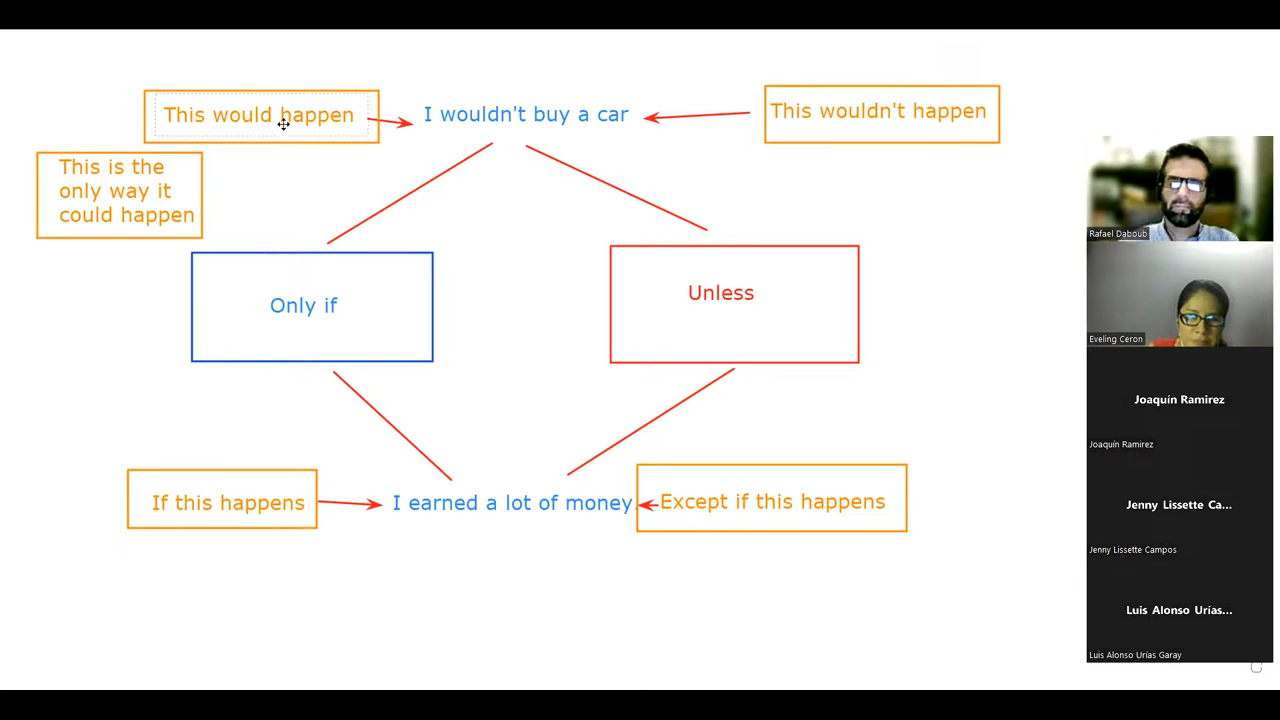 This would happen
I wouldn't buy a car
This wouldn't happen
This is the
only way it
could happen
Only if
Unless
If this happens
I earned a lot of money.
Except if this happens
Rafael Daboub
Eveling Ceron
Joaquín Ramirez
Joaquín Ramirez
Jenny Lissette Ca...
Jenny Lissette Campos
Luis Alonso Urías...
Luis Alonso Urías Garay